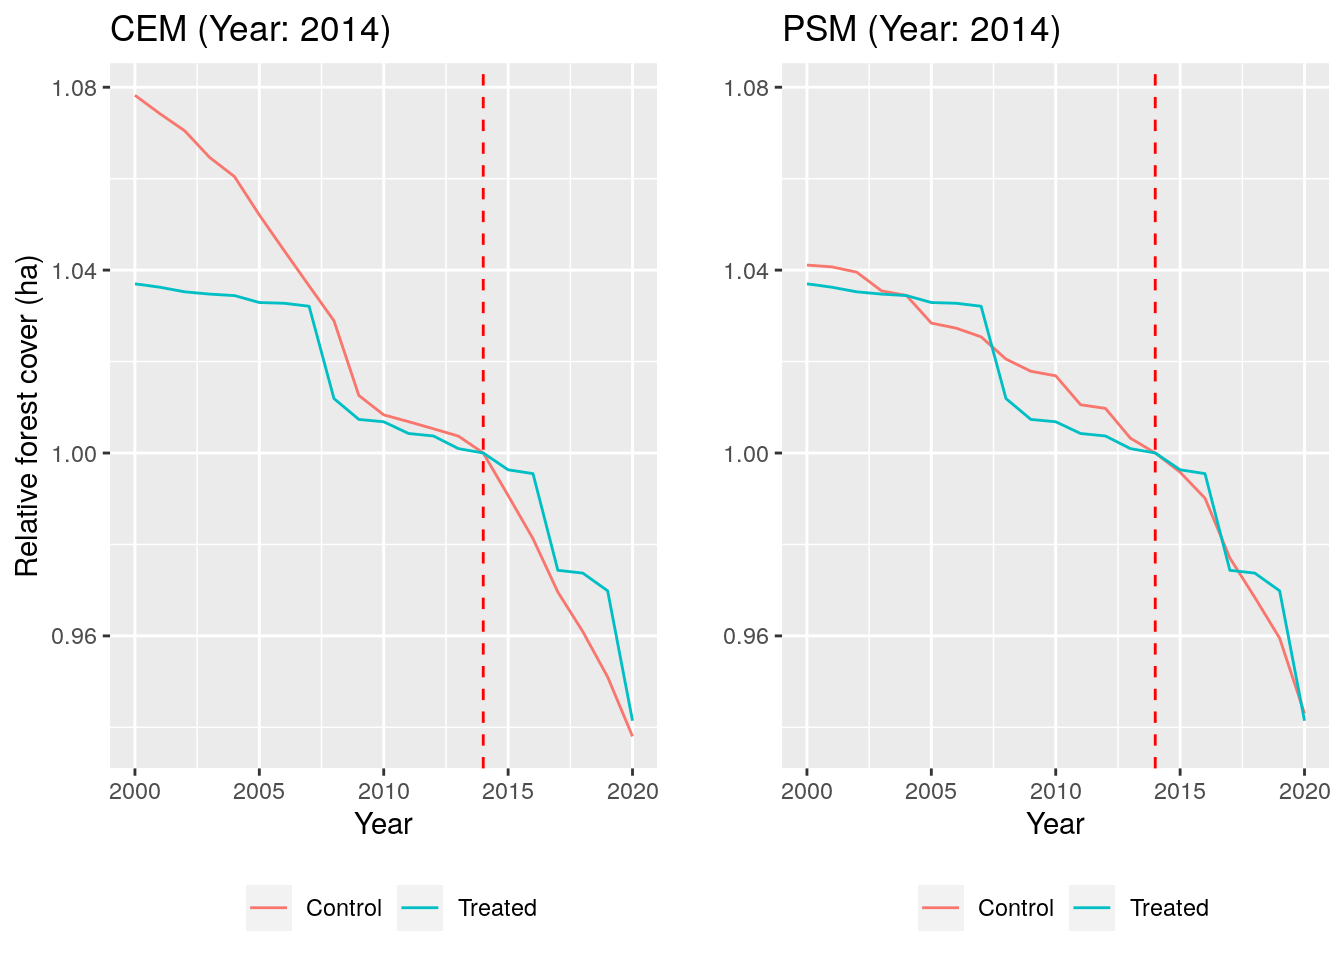 CEM (Year: 2014)
Relative forest cover (ha)
1.08
1.04
1.00
0.96
2000 2005 2010 2015 2020
Year
Control Treated
PSM (Year: 2014)
1.08
1.04
1.00
0.96
2000 2005 2010 2015 2020
Year
Control Treated